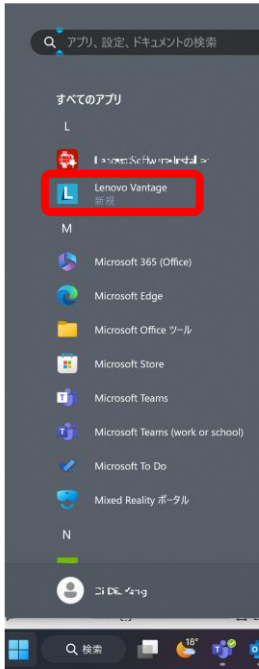 アプリ、設定、ドキュメントの検索
すべてのアプリ
L
Lenovo Vantage
新規
M
Microsoft 365 (Office)
Microsoft Edge
Microsoft Office ツール
Microsoft Store
Microsoft Teams
Microsoft Teams (work or school)
Microsoft To Do
Mixed Reality ポータル
N
検索
18°